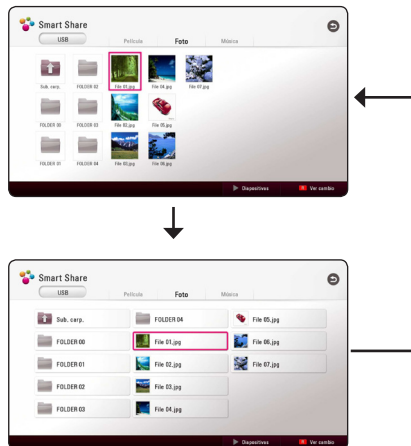 Smart Share
USB Película Foto Música
Sub. carp. FOLDER 02 File 01.jpg File 04.jpg File 07.jpg
FOLDER 00 FOLDER 03 File 02.jpg File 05.jpg
FOLDER 01 FOLDER 04 File 03.jpg File 06.jpg
Dispositivos Ver cambio
Smart Share
USB Película Foto Música
Sub. carp. FOLDER 04 File 05.jpg
FOLDER 00 File 01.jpg File 06.jpg
FOLDER 01 File 02.jpg File 07.jpg
FOLDER 02 File 03.jpg
FOLDER 03 File 04.jpg
Dispositivos Ver cambio